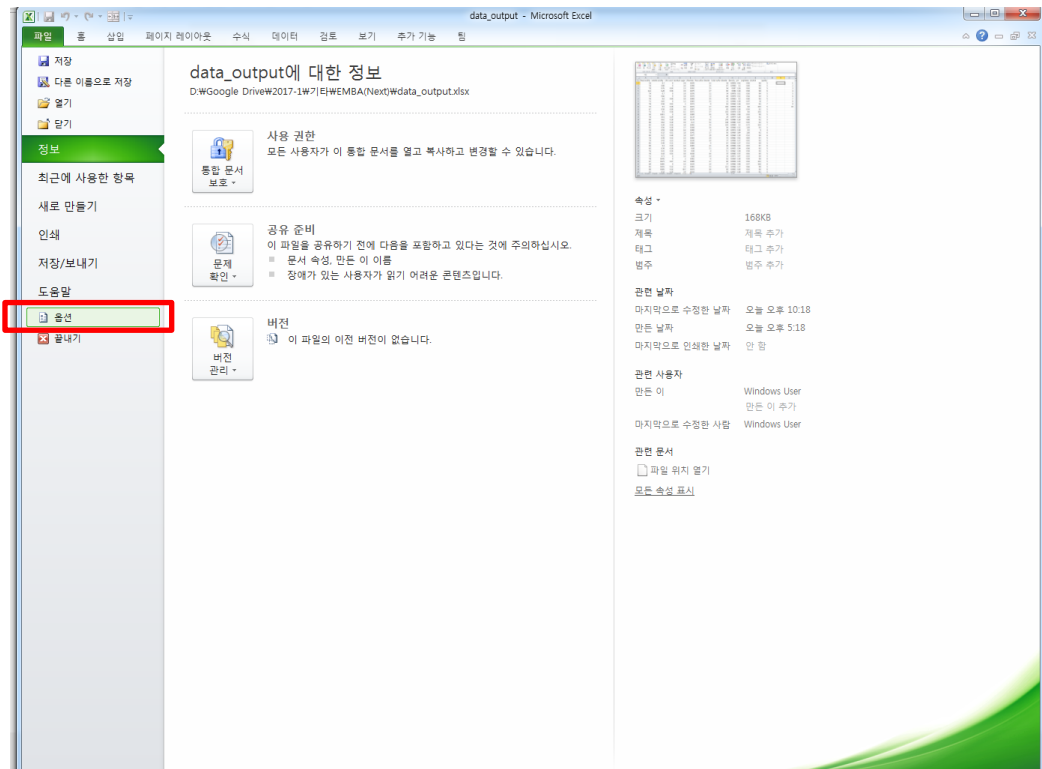 data_output - Microsoft Excel
파일 홈 삽입 페이지 레이아웃 수식 데이터 검토 보기 추가 기능 팀
저장
다른 이름으로 저장
열기
닫기
정보
최근에 사용한 항목
새로 만들기
인쇄
저장/보내기
도움말
옵션
끝내기
data_output에 대한 정보
D:₩Google Drive₩2017-1₩기타₩EMBA(Next)₩data_output.xlsx
통합 문서
보호
사용 권한
모든 사용자가 이 통합 문서를 열고 복사하고 변경할 수 있습니다.
문제
확인
공유 준비
이 파일을 공유하기 전에 다음을 포함하고 있다는 것에 주의하십시오.
문서 속성, 만든 이 이름
장애가 있는 사용자가 읽기 어려운 콘텐츠입니다.
버전
관리
버전
이 파일의 이전 버전이 없습니다.
속성
크기 168KB
제목 제목 추가
태그 태그 추가
범주 범주 추가
관련 날짜
마지막으로 수정한 날짜 오늘 오후 10:18
만든 날짜 오늘 오후 5:18
마지막으로 인쇄한 날짜 안 함
관련 사용자
만든 이 Windows User
만든 이 추가
마지막으로 수정한 사람 Windows User
관련 문서
파일 위치 열기
모든 속성 표시